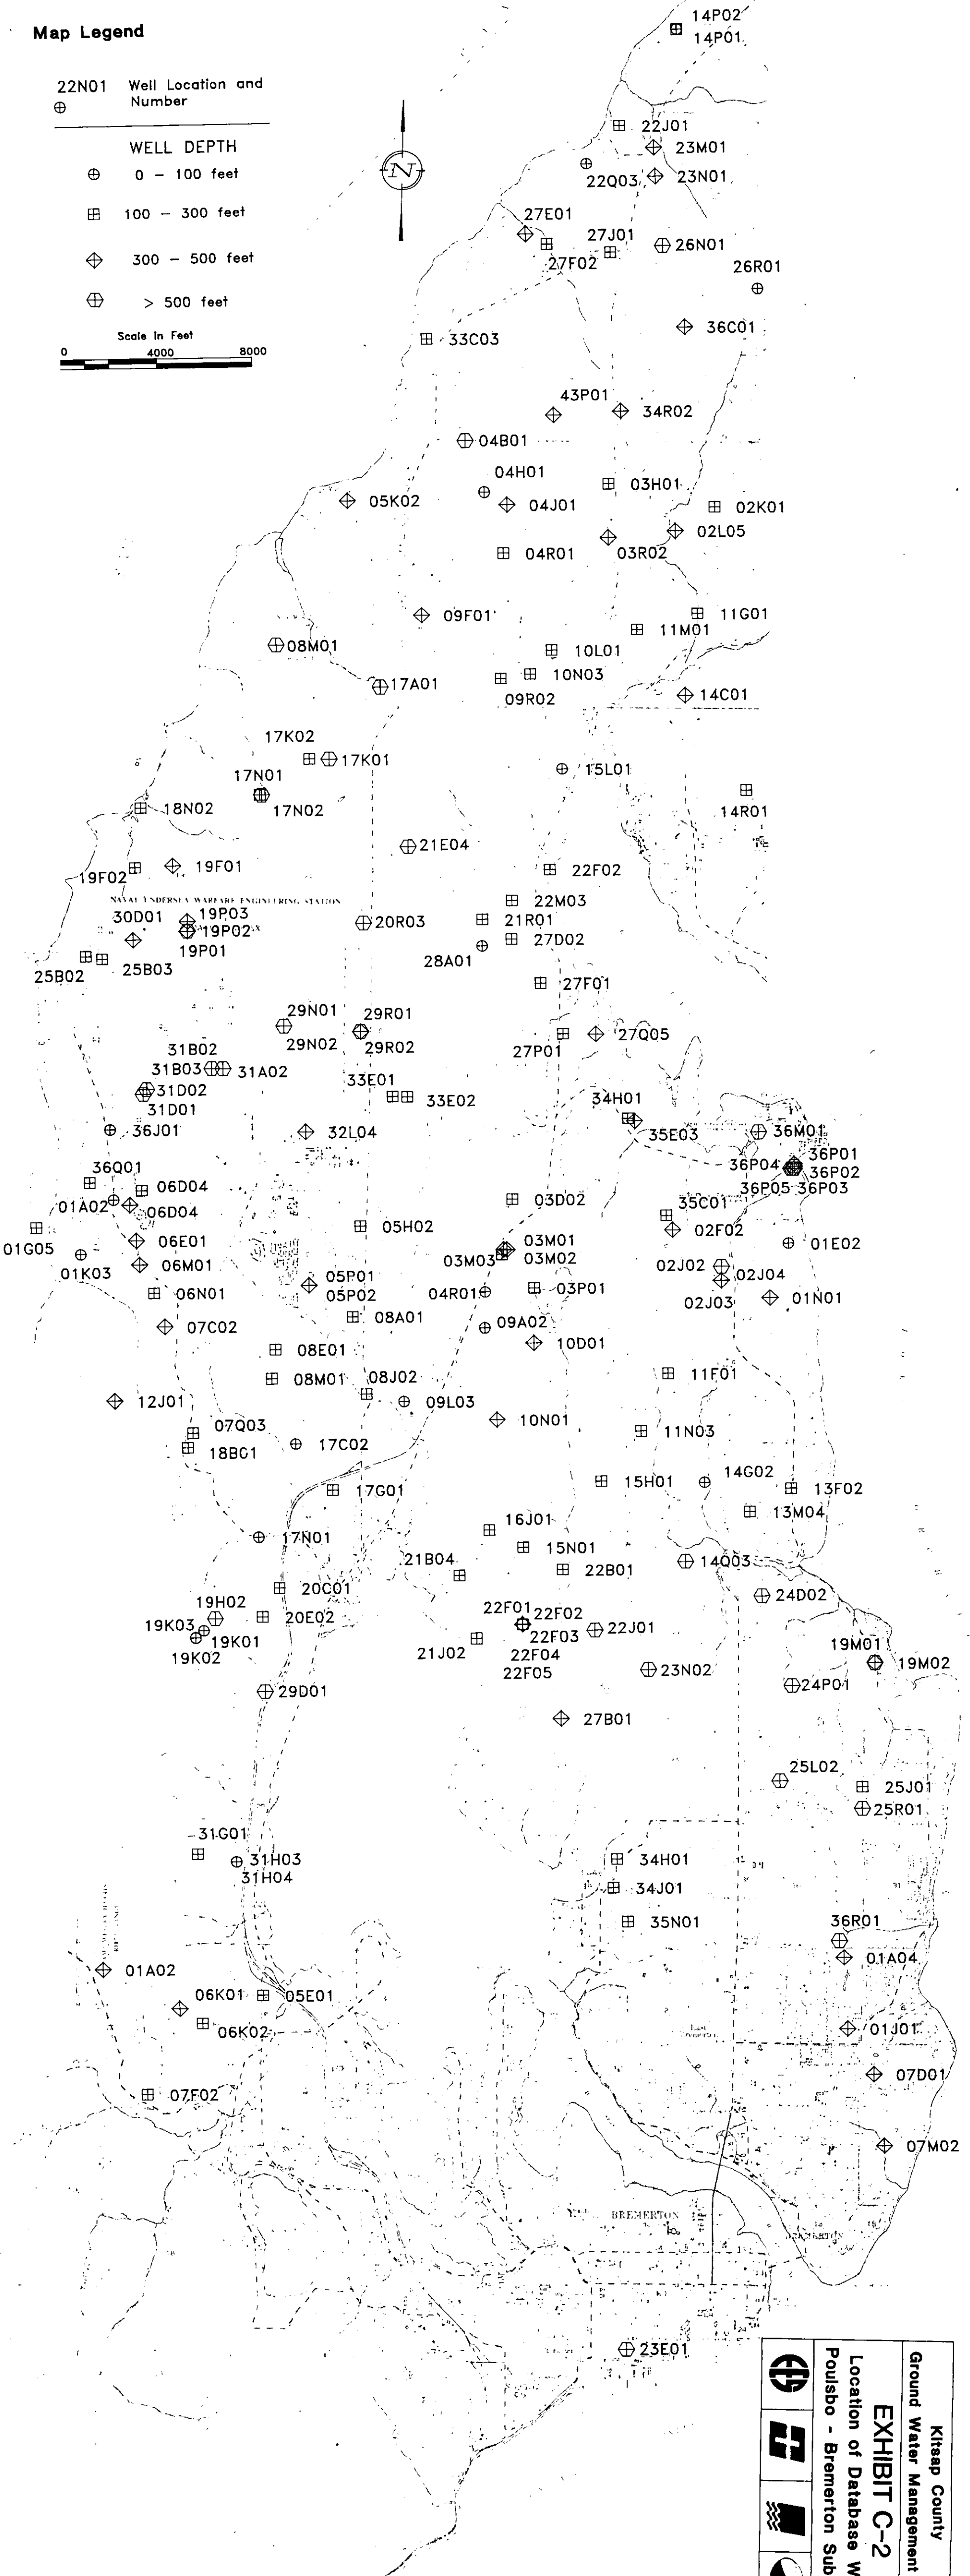 Map Legend
22N01 Well Location and
Number
WELL DEPTH
0 - 100 feet
100 - 300 feet
300 - 500 feet
> 500 feet
Scale In Feet
0 4000 8000
N
14P02
14P01
22J01
23M01
22Q03
23N01
27E01
27J01
26N01
27F02
26R01
36C01
33C03
43P01
34R02
04B01
04H01
03H01
05K02
04J01
02K01
02L05
03R02
04R01
09F01
11G01
11M01
08M01
10L01
10N03
17A01
09R02
14C01
17K02
17K01
17N01
15L01
17N02
18N02
14R01
21E04
19F01
19F02
22F02
NAVAL UNDERSEA WARFARE ENGINEERING STATION
22M03
30D01
19P03
19P02
20R03
21R01
27D02
19P01
28A01
25B02
25B03
27F01
29N01
29R01
29N02
29R02
27Q05
27P01
31B02
31B03
31A02
33E01
31D02
33E02
31D01
34H01
36J01
32L04
35E03
36M01
36P01
36P04
36P02
36Q01
06D04
36P05
36P03
01A02
06D04
03D02
35C01
05H02
02F02
01G05
06E01
03M01
01E02
01K03
03M03
03M02
06M01
02J02
05P01
02J04
06N01
05P02
04R01
03P01
02J03
01N01
08A01
07C02
09A02
10D01
08E01
08M01
08J02
11F01
12J01
09L03
10N01
07Q03
11N03
18B01
17C02
15H01
14G02
17G01
13F02
13M04
16J01
17N01
15N01
21B04
22B01
14Q03
20C01
24D02
19H02
20E02
22F01
22F02
19K03
22J01
19K01
22F03
19M01
21J02
22F04
19K02
22F05
23N02
19M02
24P01
29D01
27B01
25L02
25J01
25R01
31G01
34H01
31H03
31H04
34J01
35N01
36R01
01A04
01A02
06K01
05E01
06K02
01J01
07D01
07F02
07M02
BREMERTON
23E01
Kitsap County
Ground Water Management
EXHIBIT C-2
Location of Database W
Poulsbo - Bremerton Sub